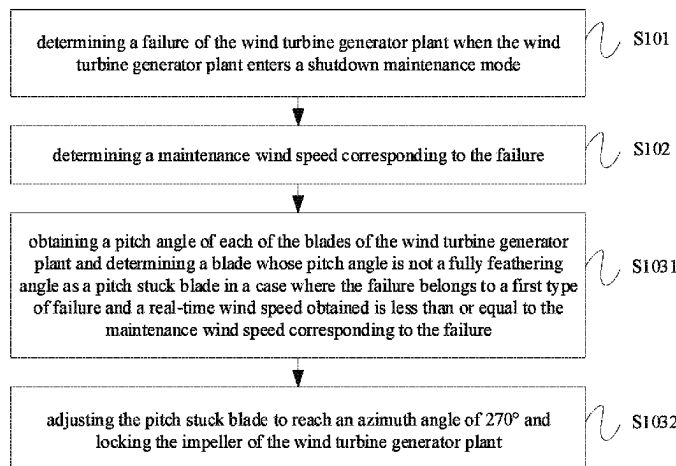 determining a failure of the wind turbine generator plant when the wind
turbine generator plant enters a shutdown maintenance mode
S101
determining a maintenance wind speed corresponding to the failure
S102
obtaining a pitch angle of each of the blades of the wind turbine generator
plant and determining a blade whose pitch angle is not a fully feathering
angle as a pitch stuck blade in a case where the failure belongs to a first type
of failure and a real-time wind speed obtained is less than or equal to the
maintenance wind speed corresponding to the failure
S1031
adjusting the pitch stuck blade to reach an azimuth angle of 270° and
locking the impeller of the wind turbine generator plant
S1032